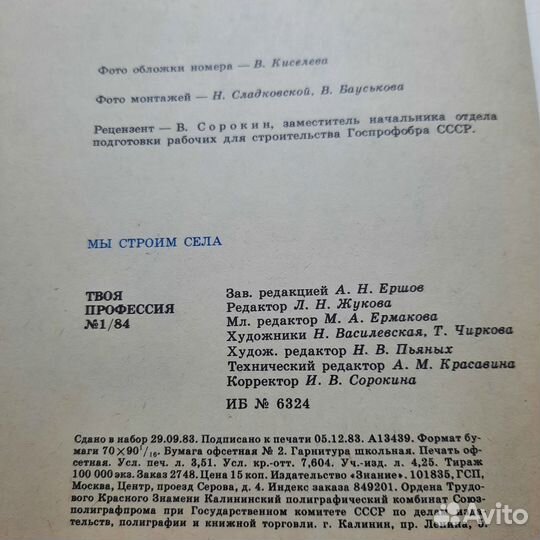 Фото обложки номера — В. Киселева
Фото монтажей — Н. Сладковской, В. Бауськова
Рецензент — В. Сорокин, заместитель начальника отдела
подготовки рабочих для строительства Госпрофобра СССР.
МЫ СТРОИМ СЕЛА
ТВОЯ
ПРОФЕССИЯ
№1/84
Зав. редакцией А. Н. Ершов
Редактор Л. Н. Жукова
Мл. редактор М. А. Ермакова
Художники Н. Василевская, Т. Чиркова
Худож. редактор Н. В. Пьяных
Технический редактор А. М. Красавина
Корректор И. В. Сорокина
ИБ № 6324
Сдано в набор 29.09.83. Подписано к печати 05.12.83. А13439. Формат бу-
маги 70×90¹/₁₆. Бумага офсетная № 2. Гарнитура школьная. Печать оф-
сетная. Усл. печ. л. 3,51. Усл. кр.-отт. 7,604. Уч.-изд. л. 4,25. Тираж
100 000 экз. Заказ 2748. Цена 15 коп. Издательство «Знание». 101835, ГСП,
Москва, Центр, проезд Серова, д. 4. Индекс заказа 849201. Ордена Трудо-
вого Красного Знамени Калининский полиграфический комбинат Союз-
полиграфпрома при Государственном комитете СССР по делам издa-
тельств, полиграфии и книжной торговли. г. Калинин, пр. Ленина, 5.
Avito